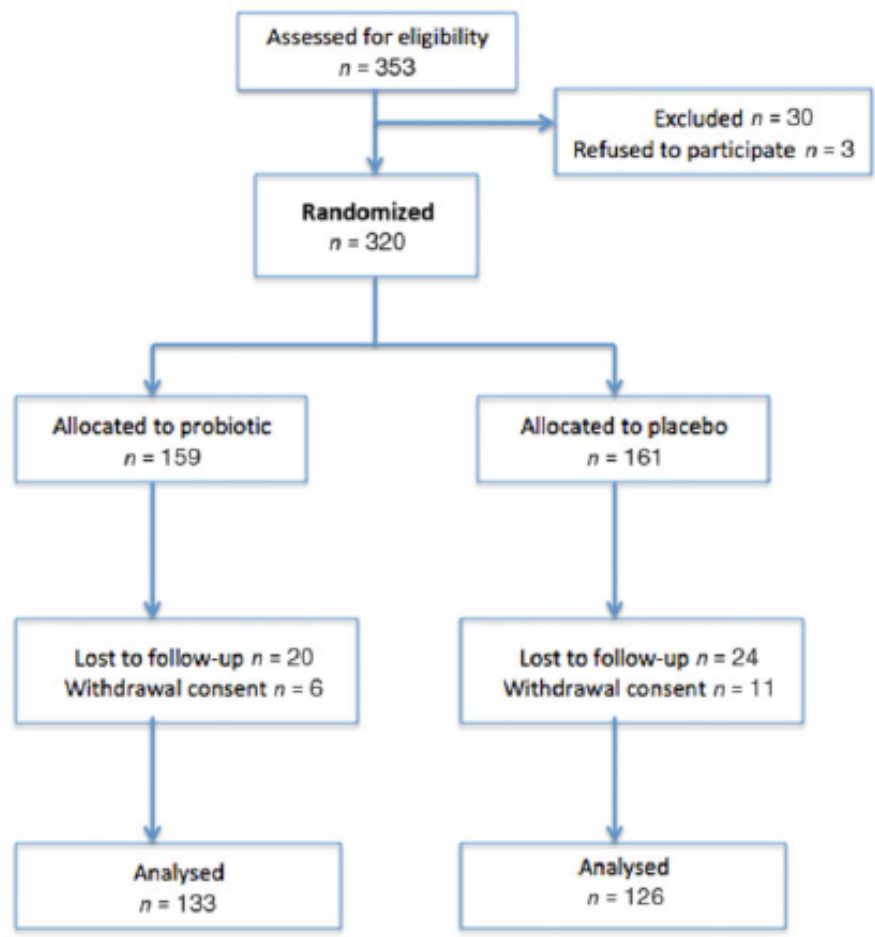 Assessed for eligibility
n = 353
Excluded n = 30
Refused to participate n = 3
Randomized
n = 320
Allocated to probiotic
n = 159
Allocated to placebo
n = 161
Lost to follow-up n = 20
Withdrawal consent n = 6
Lost to follow-up n = 24
Withdrawal consent n = 11
Analysed
n = 133
Analysed
n = 126